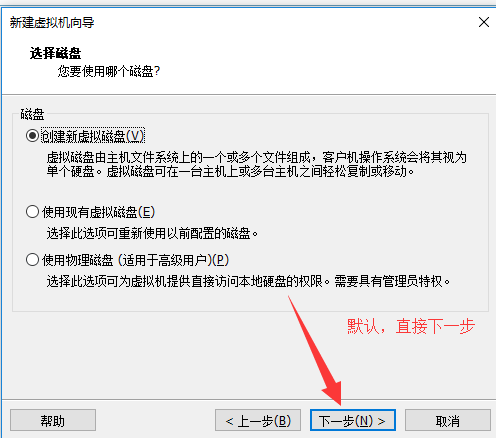 新建虚拟机向导
选择磁盘
您要使用哪个磁盘?
磁盘
创建新虚拟磁盘(V)
虚拟磁盘由主机文件系统上的一个或多个文件组成，客户机操作系统会将其视为
单个硬盘。虚拟磁盘可在一台主机上或多台主机之间轻松复制或移动。
使用现有虚拟磁盘(E)
选择此选项可重新使用以前配置的磁盘。
使用物理磁盘 (适用于高级用户)(P)
选择此选项可为虚拟机提供直接访问本地硬盘的权限。需要具有管理员特权。
默认，直接下一步
帮助
< 上一步(B)
下一步(N) >
取消